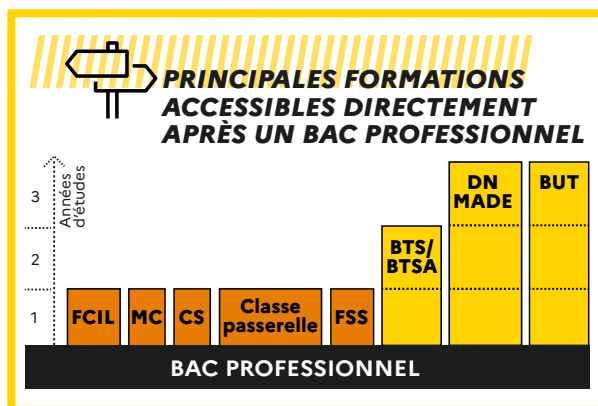 PRINCIPALES FORMATIONS
ACCESSIBLES DIRECTEMENT
APRÈS UN BAC PROFESSIONNEL
Années
d'études
3
2
1
FCIL
MC
CS
Classe
passerelle
FSS
BTS/
BTSA
DN
MADE
BUT
BAC PROFESSIONNEL